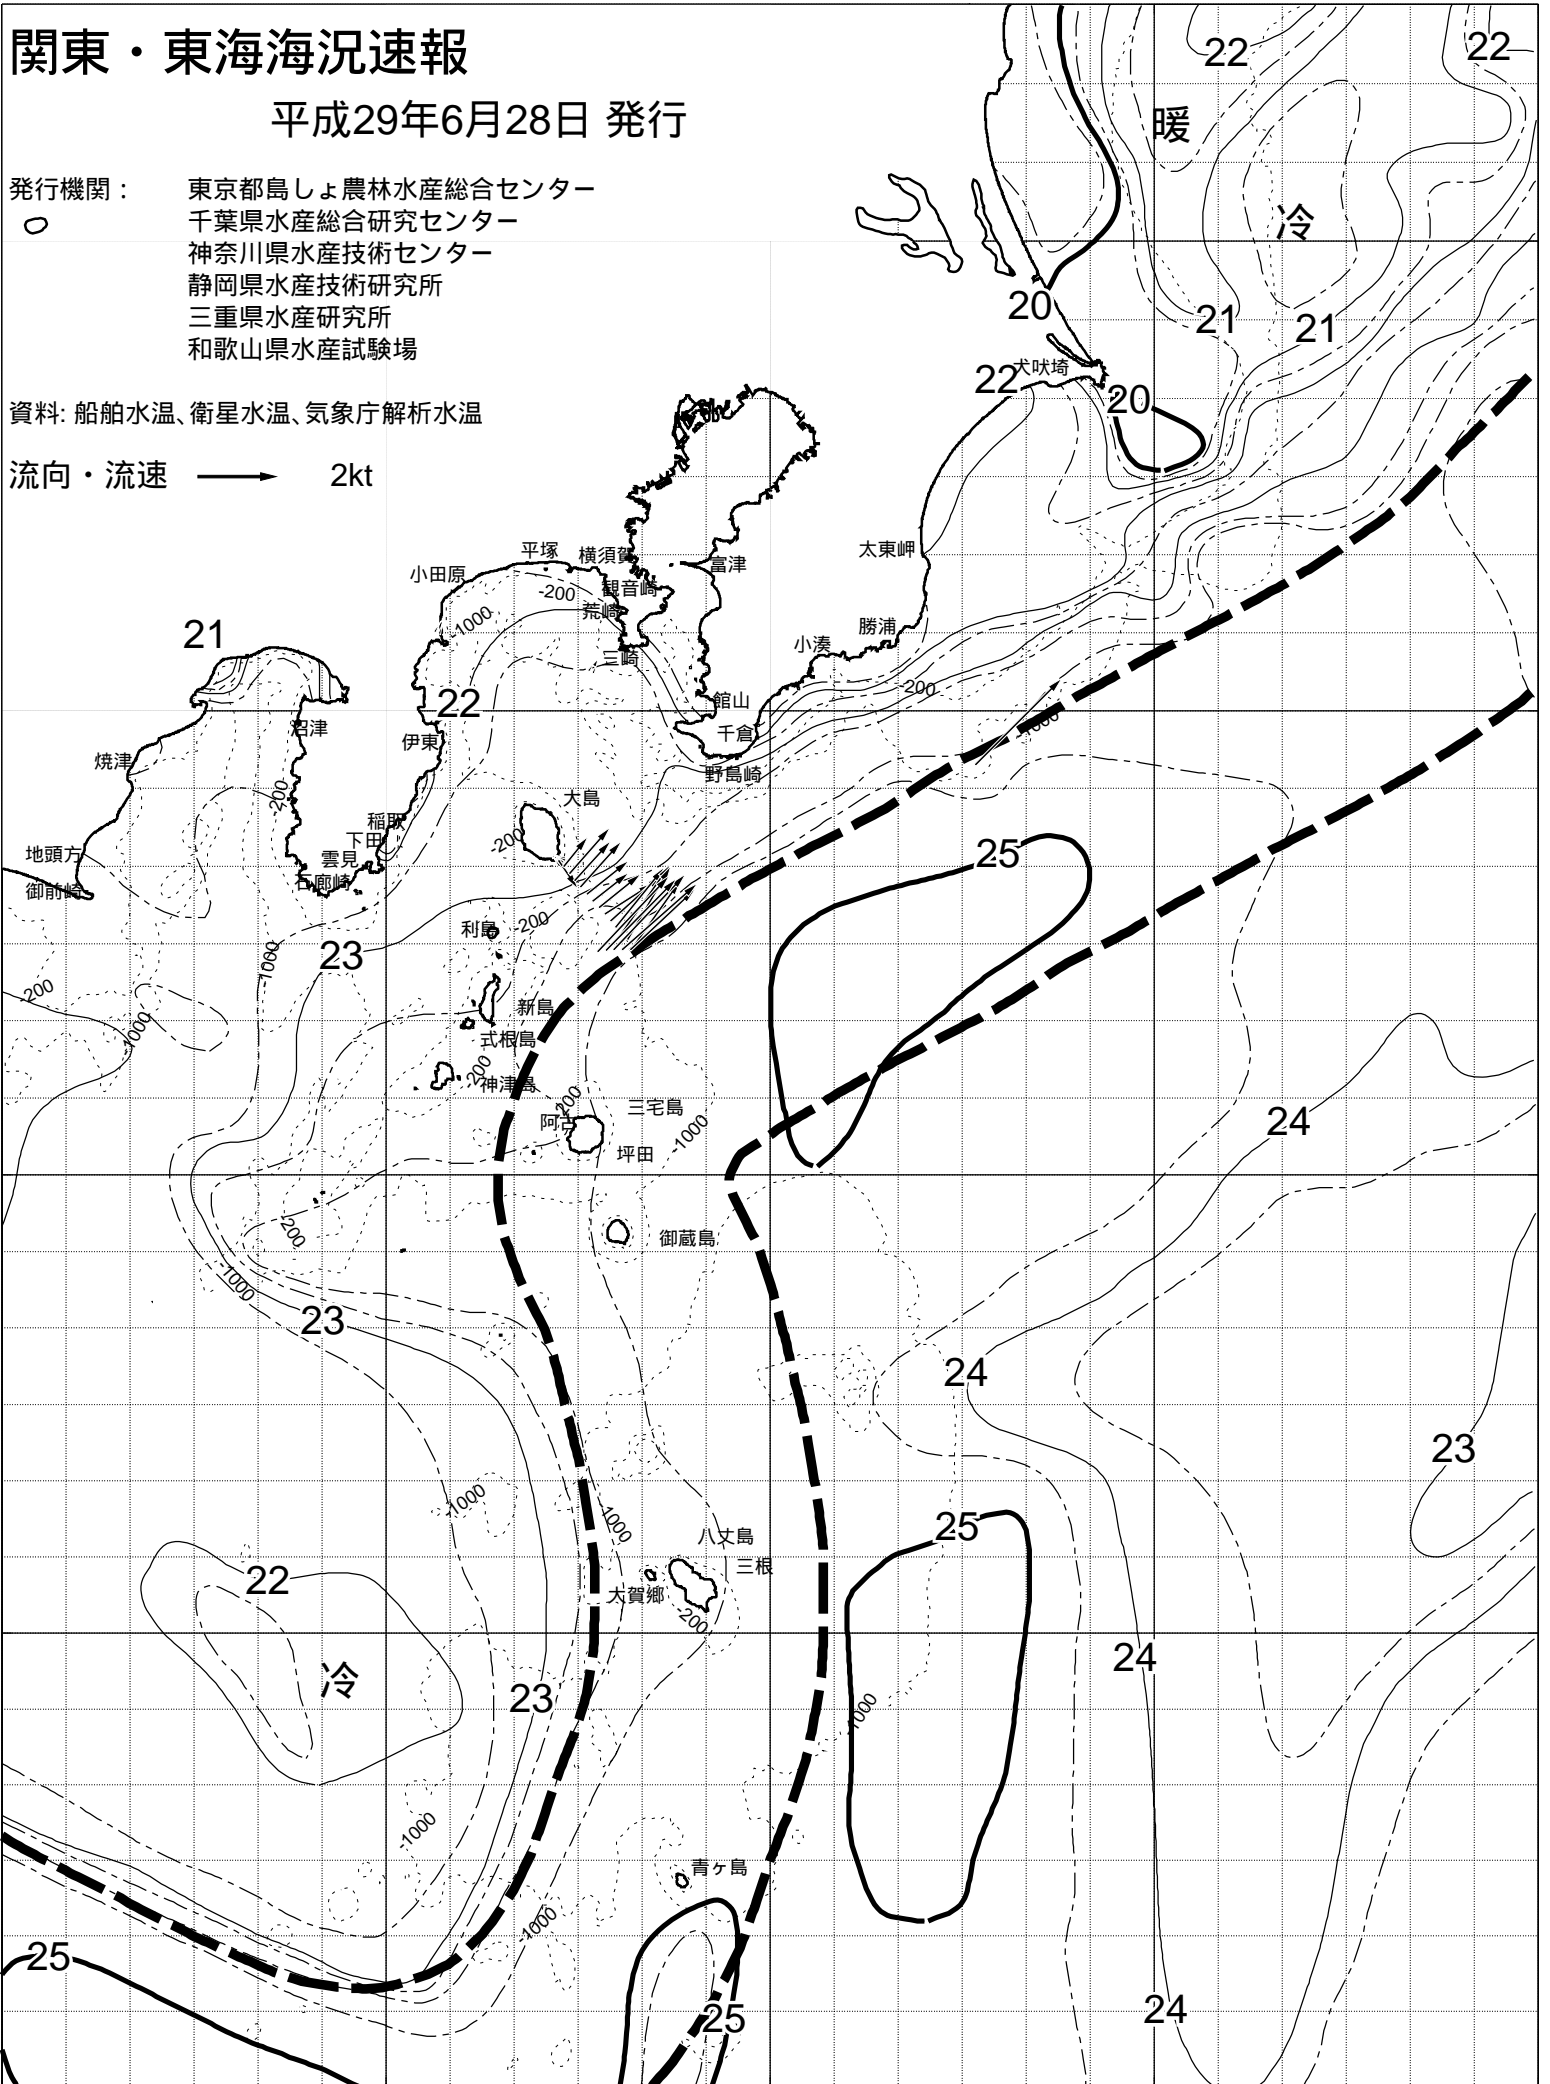 関東・東海海況速報
平成29年6月28日 発行
発行機関：
東京都島しょ農林水産総合センター
千葉県水産総合研究センター
神奈川県水産技術センター
静岡県水産技術研究所
三重県水産研究所
和歌山県水産試験場
資料: 船舶水温、衛星水温、気象庁解析水温
流向・流速 2kt
22
22
暖
冷
20
21
21
22
犬吠埼
20
太東岬
平塚
横須賀
小田原
富津
-200
観音崎
荒崎
-1000
勝浦
21
小湊
三崎
-200
22
館山
沼津
千倉
-1000
伊東
焼津
野島崎
-200
大島
稲取
下田
-200
地頭方
雲見
25
石廊崎
御前崎
利島
-200
23
-1000
-200
新島
-1000
式根島
-200
神津島
-200
三宅島
阿古
24
-1000
坪田
-200
御蔵島
-1000
23
24
23
-1000
-1000
25
八丈島
三根
22
大賀郷
-200
24
冷
23
-1000
-1000
青ヶ島
-1000
25
24
25